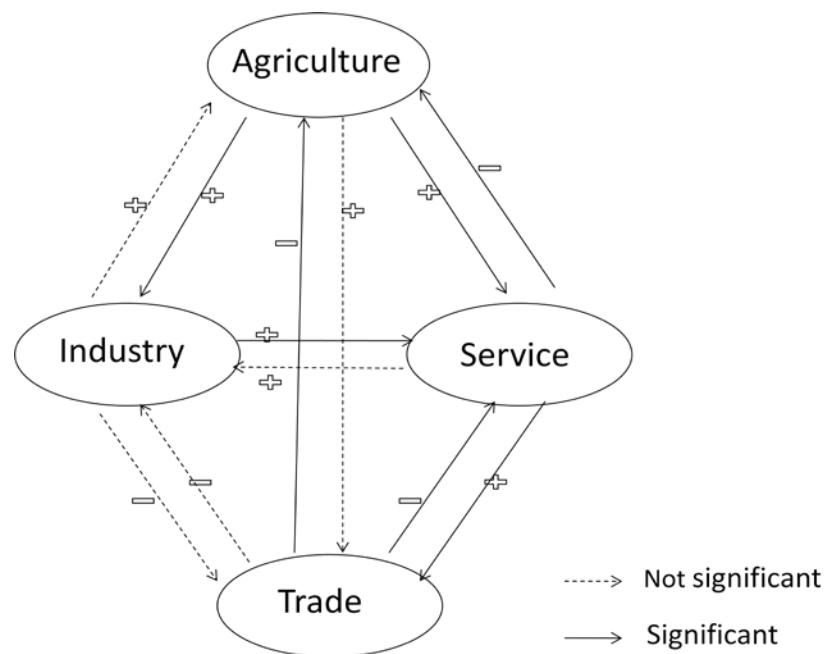 Agriculture
+
+
+
+
−
−
Industry
+
Service
+
−
−
−
+
Trade
Not significant
Significant